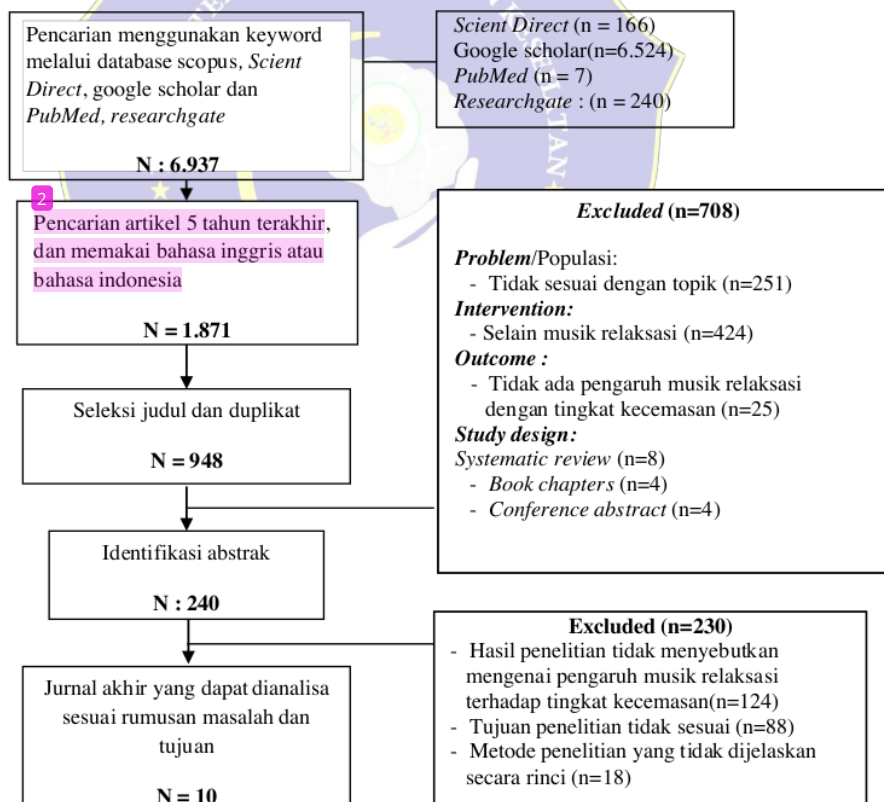 Pencarian menggunakan keyword
melalui database scopus, Scient
Direct, google scholar dan
PubMed, researchgate
N : 6.937
Scient Direct (n = 166)
Google scholar(n=6.524)
PubMed (n = 7)
Researchgate : (n = 240)
2
Pencarian artikel 5 tahun terakhir,
dan memakai bahasa inggris atau
bahasa indonesia
N = 1.871
Seleksi judul dan duplikat
N = 948
Excluded (n=708)
Problem/Populasi:
- Tidak sesuai dengan topik (n=251)
Intervention:
- Selain musik relaksasi (n=424)
Outcome :
- Tidak ada pengaruh musik relaksasi
dengan tingkat kecemasan (n=25)
Study design:
Systematic review (n=8)
- Book chapters (n=4)
- Conference abstract (n=4)
Identifikasi abstrak
N : 240
Excluded (n=230)
- Hasil penelitian tidak menyebutkan
mengenai pengaruh musik relaksasi
terhadap tingkat kecemasan(n=124)
- Tujuan penelitian tidak sesuai (n=88)
- Metode penelitian yang tidak dijelaskan
secara rinci (n=18)
Jurnal akhir yang dapat dianalisa
sesuai rumusan masalah dan
tujuan
N = 10